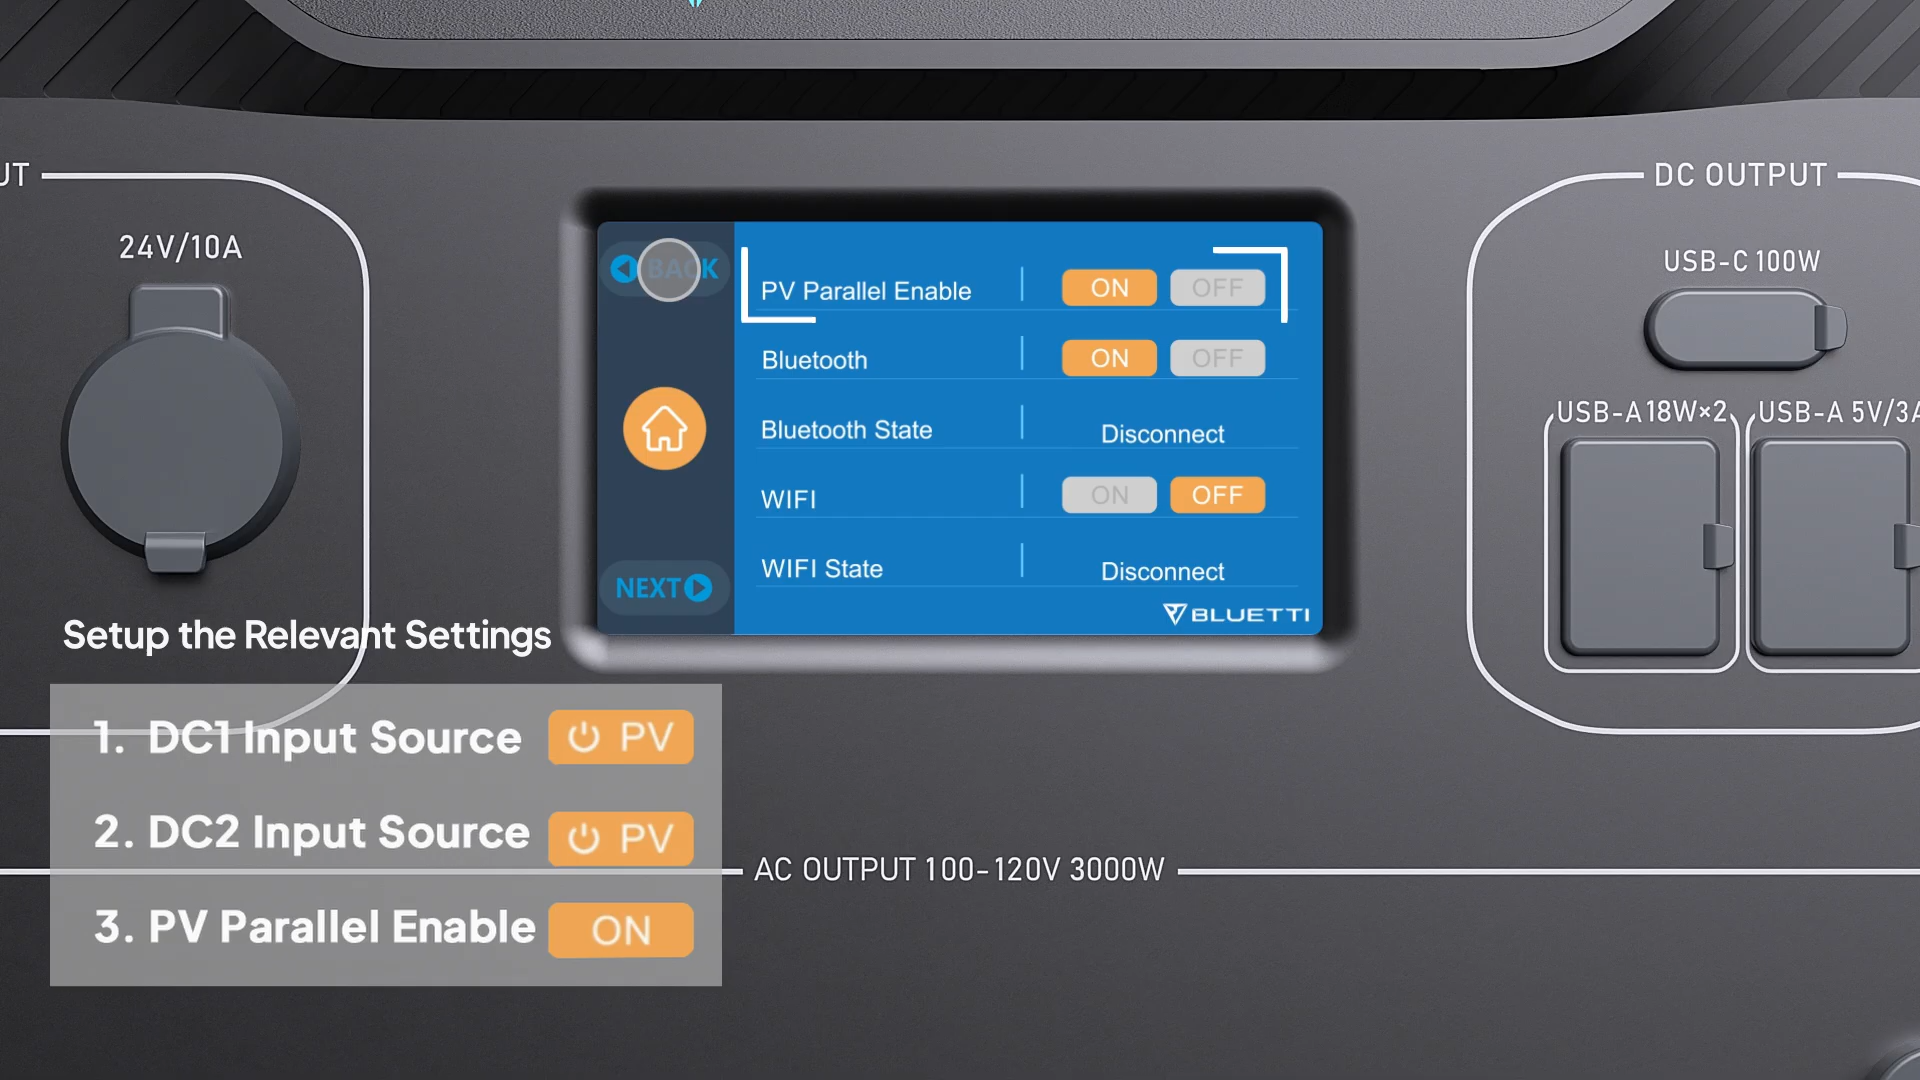 UT
DC OUTPUT
24V/10A
USB-C 100W
USB-A 18W×2
USB-A 5V/3A
BACK
NEXT
PV Parallel Enable ON OFF
Bluetooth ON OFF
Bluetooth State Disconnect
WIFI ON OFF
WIFI State Disconnect
BLUETTI
Setup the Relevant Settings
1. DC1 Input Source PV
2. DC2 Input Source PV
3. PV Parallel Enable ON
AC OUTPUT 100-120V 3000W